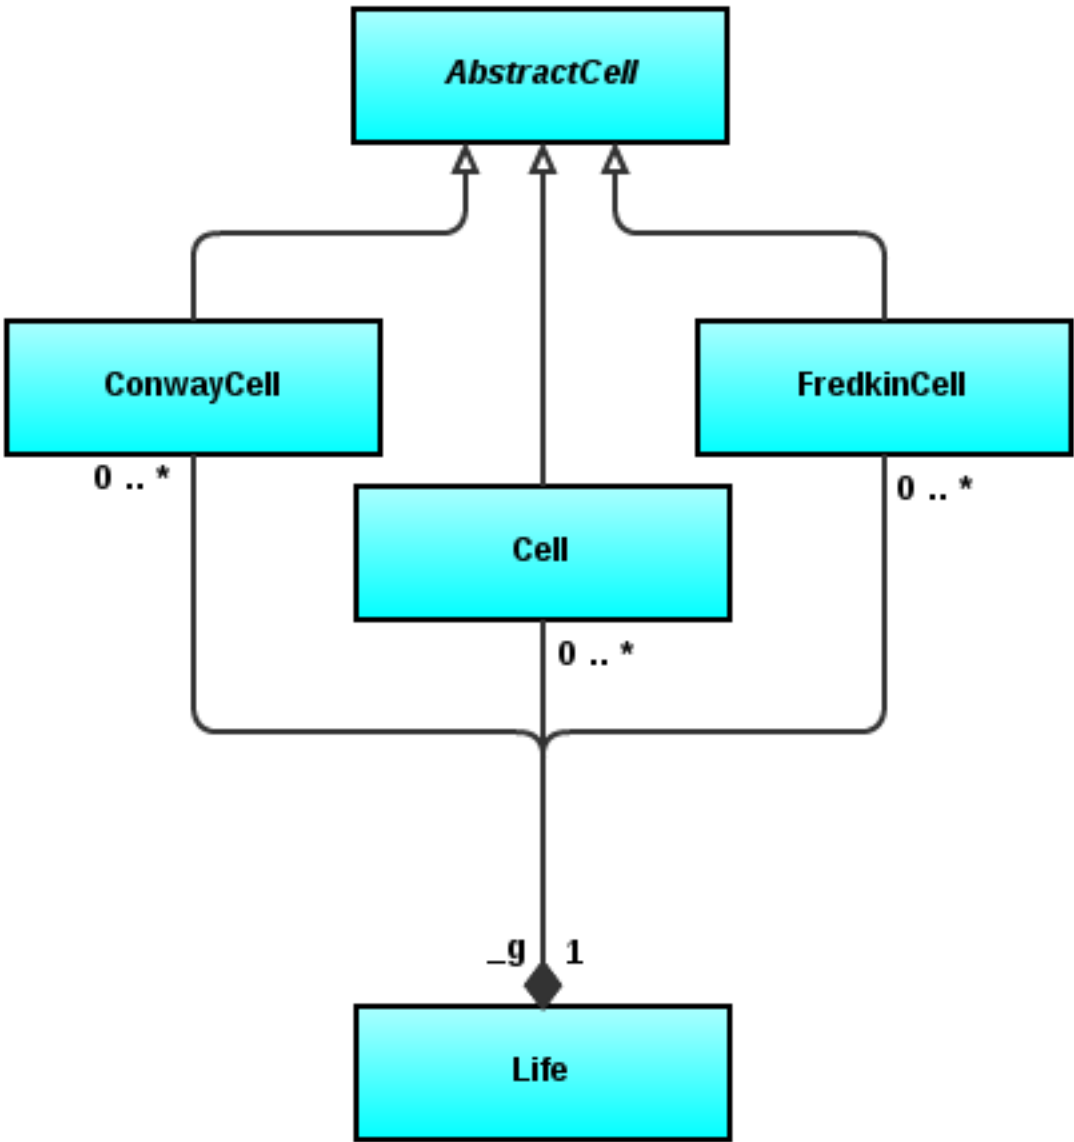 AbstractCell
ConwayCell
FredkinCell
0 .. *
0 .. *
Cell
0 .. *
_g 1
Life